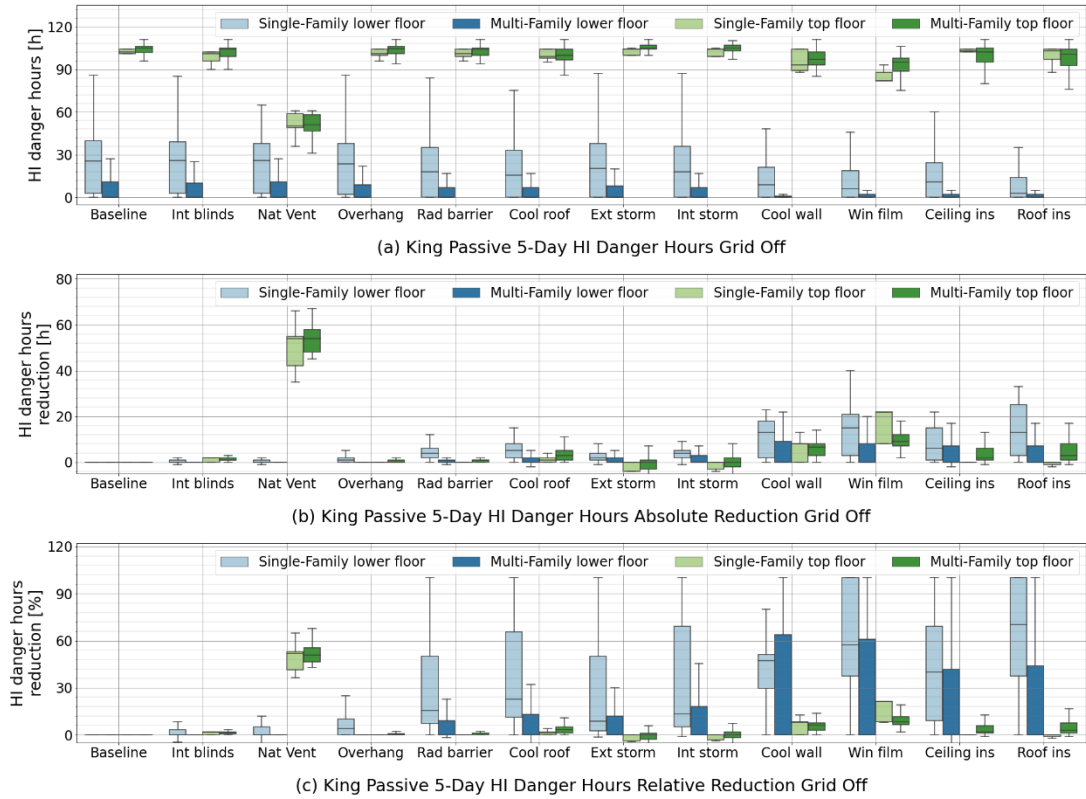 Single-Family lower floor Multi-Family lower floor Single-Family top floor Multi-Family top floor
120
90
60
30
0
HI danger hours [h]
Baseline Int blinds Nat Vent Overhang Rad barrier Cool roof Ext storm Int storm Cool wall Win film Ceiling ins Roof ins
(a) King Passive 5-Day HI Danger Hours Grid Off
80
Single-Family lower floor Multi-Family lower floor Single-Family top floor Multi-Family top floor
60
40
20
0
HI danger hours
reduction [h]
Baseline Int blinds Nat Vent Overhang Rad barrier Cool roof Ext storm Int storm Cool wall Win film Ceiling ins Roof ins
(b) King Passive 5-Day HI Danger Hours Absolute Reduction Grid Off
120
Single-Family lower floor Multi-Family lower floor Single-Family top floor Multi-Family top floor
90
60
30
0
HI danger hours
reduction [%]
Baseline Int blinds Nat Vent Overhang Rad barrier Cool roof Ext storm Int storm Cool wall Win film Ceiling ins Roof ins
(c) King Passive 5-Day HI Danger Hours Relative Reduction Grid Off